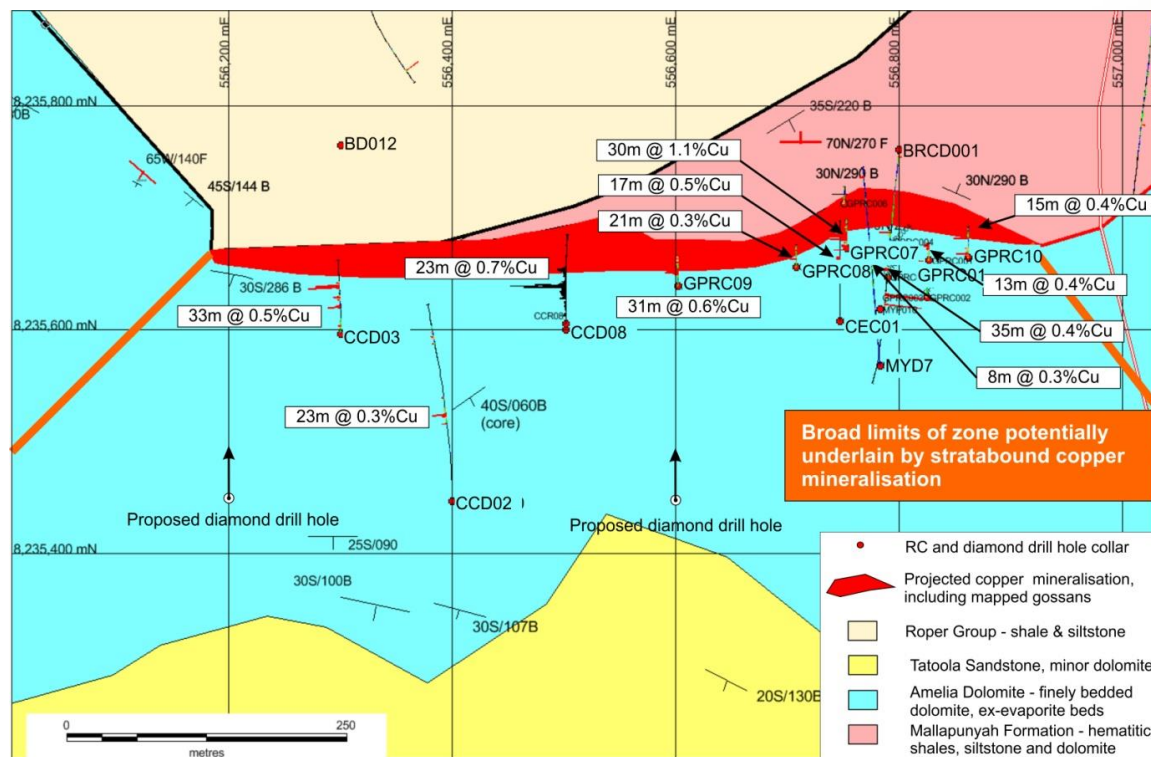 556,200 mE
556,400 mE
556,600 mE
556,800 mE
557,000 mE
8,235,800 mN
0B
35S/220 B
BD012
30m @ 1.1%Cu
70N/270 F
BRCD001
65W/140F
45S/144 B
17m @ 0.5%Cu
30N/290 B
30N/290 B
15m @ 0.4%Cu
21m @ 0.3%Cu
GPRC07
GPRC10
30S/286 B
23m @ 0.7%Cu
GPRC08
GPRC01
GPRC09
13m @ 0.4%Cu
33m @ 0.5%Cu
31m @ 0.6%Cu
GPRC002
CCR08
8,235,600 mN
CCD03
CCD08
CEC01
35m @ 0.4%Cu
MYD7
8m @ 0.3%Cu
23m @ 0.3%Cu
40S/060B
(core)
Broad limits of zone potentially
underlain by stratabound copper
mineralisation
CCD02
Proposed diamond drill hole
Proposed diamond drill hole
8,235,400 mN
25S/090
30S/100B
30S/107B
20S/130B
RC and diamond drill hole collar
Projected copper mineralisation,
including mapped gossans
Roper Group - shale & siltstone
Tatoola Sandstone, minor dolomite
Amelia Dolomite - finely bedded
dolomite, ex-evaporite beds
Mallapunyah Formation - hematitic
shales, siltstone and dolomite
0
250
metres